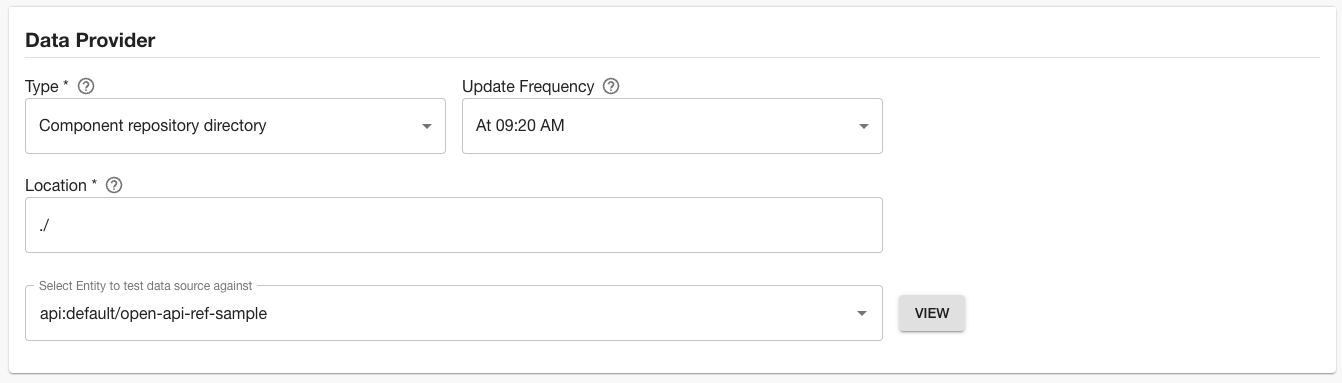 Data Provider
Type *
Update Frequency
Component repository directory
At 09:20 AM
Location *
./
Select Entity to test data source against
api:default/open-api-ref-sample
VIEW